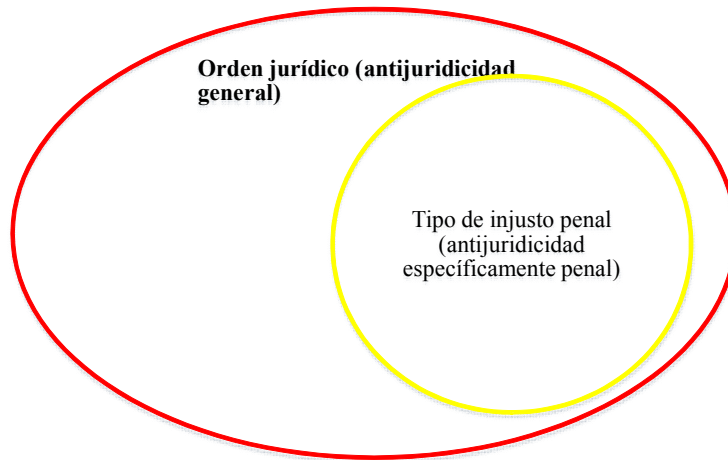 Orden jurídico (antijuridicidad
general)
Tipo de injusto penal
(antijuridicidad
específicamente penal)